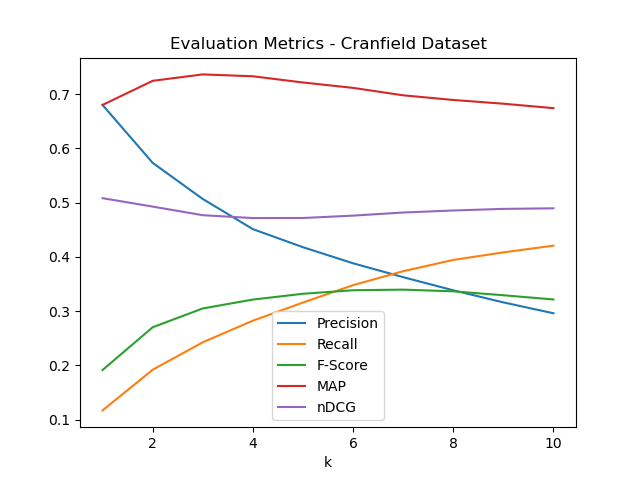 Evaluation Metrics - Cranfield Dataset
0.7
0.6
0.5
0.4
0.3
0.2
0.1
Precision
Recall
F-Score
MAP
nDCG
2 4 6 8 10
k